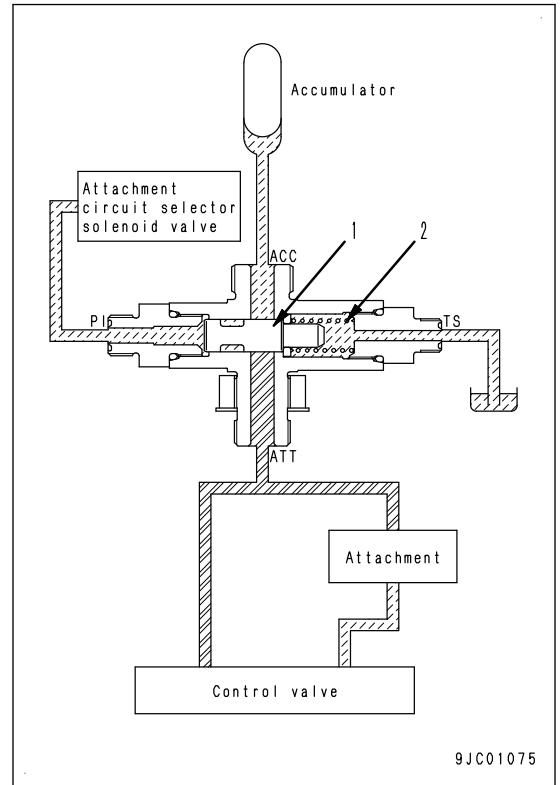 Accumulator
Attachment
circuit selector
solenoid valve
1
2
ACC
PI
TS
ATT
Attachment
Control valve
9JC01075